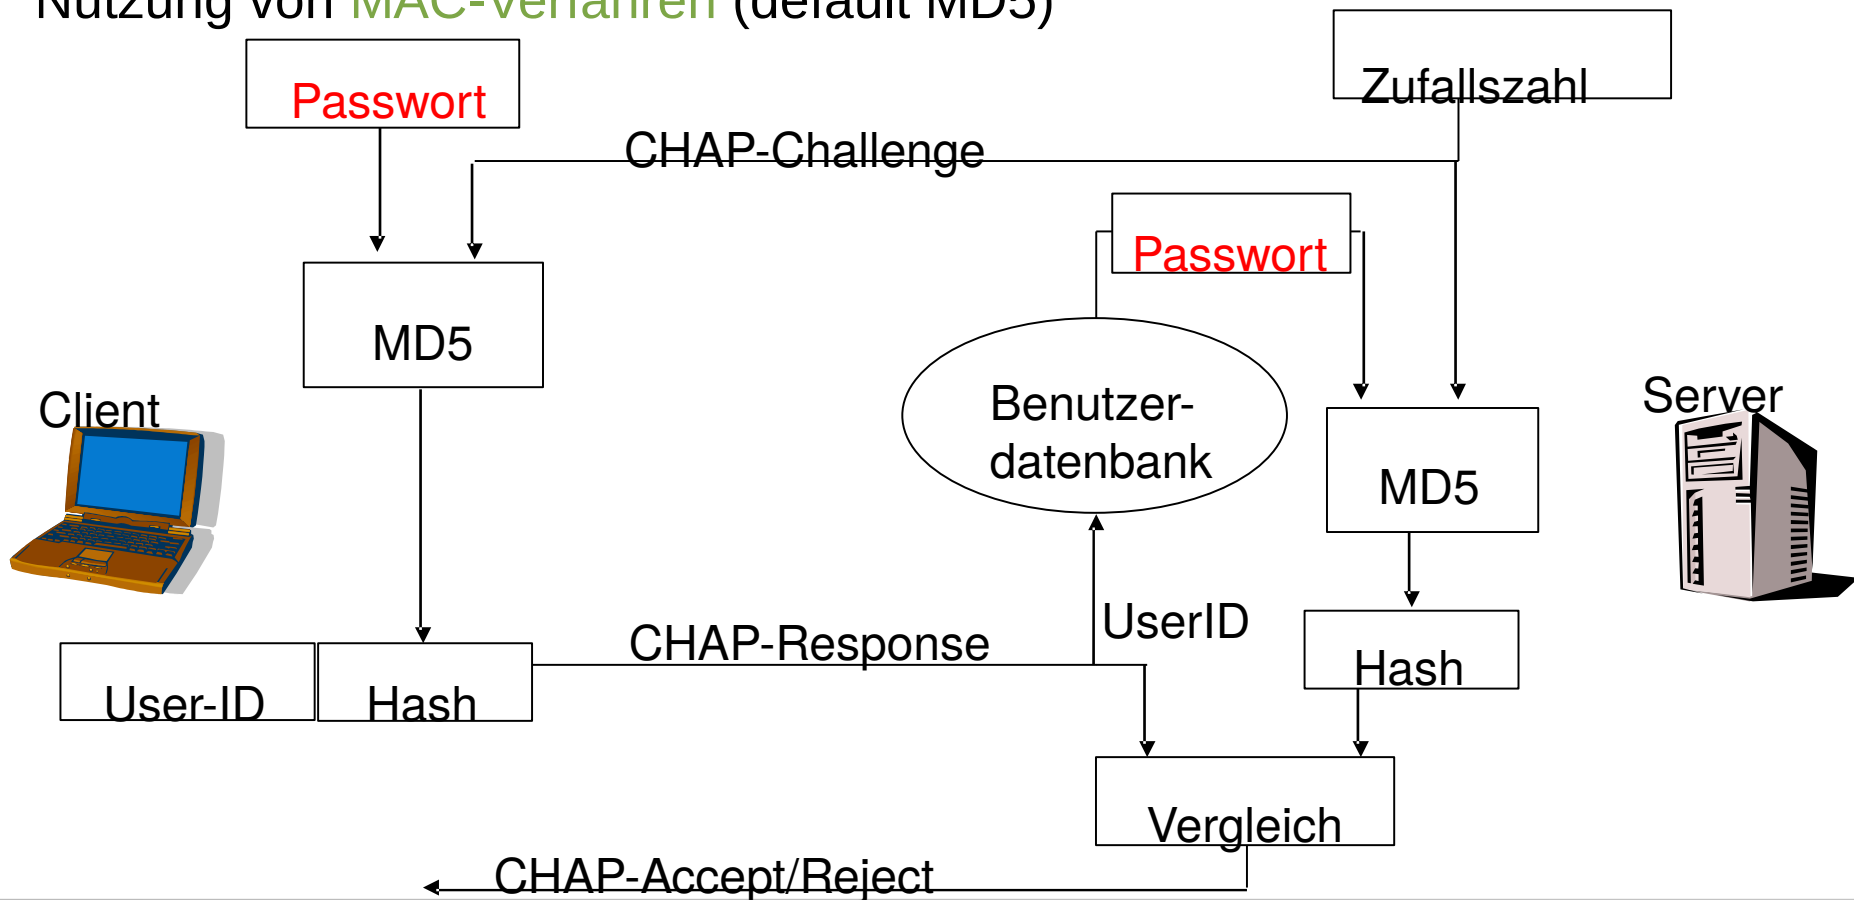 Nutzung von MAC-Verfahren (default MD5)
Passwort
Zufallszahl
CHAP-Challenge
Passwort
MD5
Client
Benutzer-
datenbank
Server
MD5
UserID
CHAP-Response
Hash
User-ID
Hash
Vergleich
CHAP-Accept/Reject